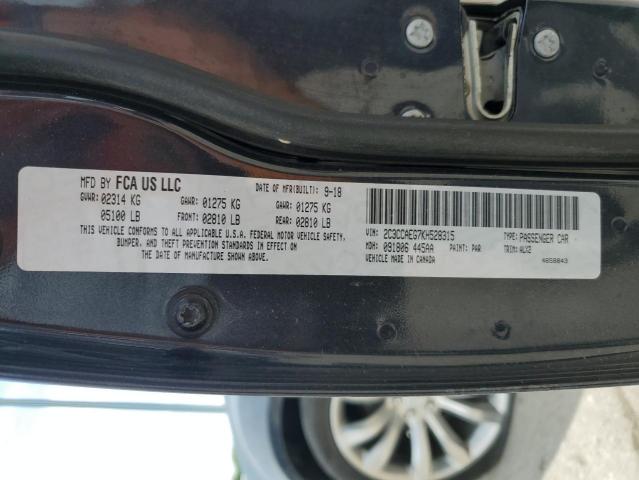 MFD BY FCA US LLC DATE OF MFR(BUILT): 9-18
GVWR: 02314 KG GAWR: 01275 KG GAWR: 01275 KG
05100 LB FRONT: 02810 LB REAR: 02810 LB
THIS VEHICLE CONFORMS TO ALL APPLICABLE U.S.A. FEDERAL MOTOR VEHICLE SAFETY,
BUMPER, AND THEFT PREVENTION STANDARDS IN EFFECT ON
THE DATE OF MANUFACTURE SHOWN ABOVE.
VIN: 2C3CCAEG7KH528315 TYPE: PASSENGER CAR
MDH: 091806 445AA PAINT: PAR TRIM: ALX2
VEHICLE MADE IN CANADA 4658843